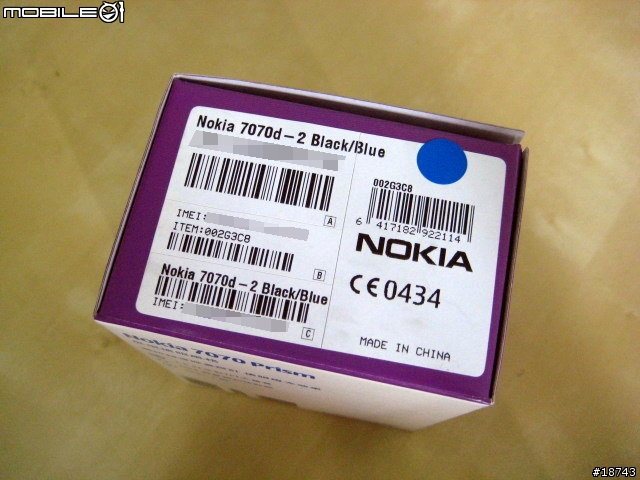 MOBILE01
Nokia 7070d-2 Black/Blue
IMEI:
A
ITEM:002G3C8
B
Nokia 7070d-2 Black/Blue
IMEI:
C
002G3C8
6 417182 922114
NOKIA
CE0434
MADE IN CHINA
Nokia 7070 Prism
#18743